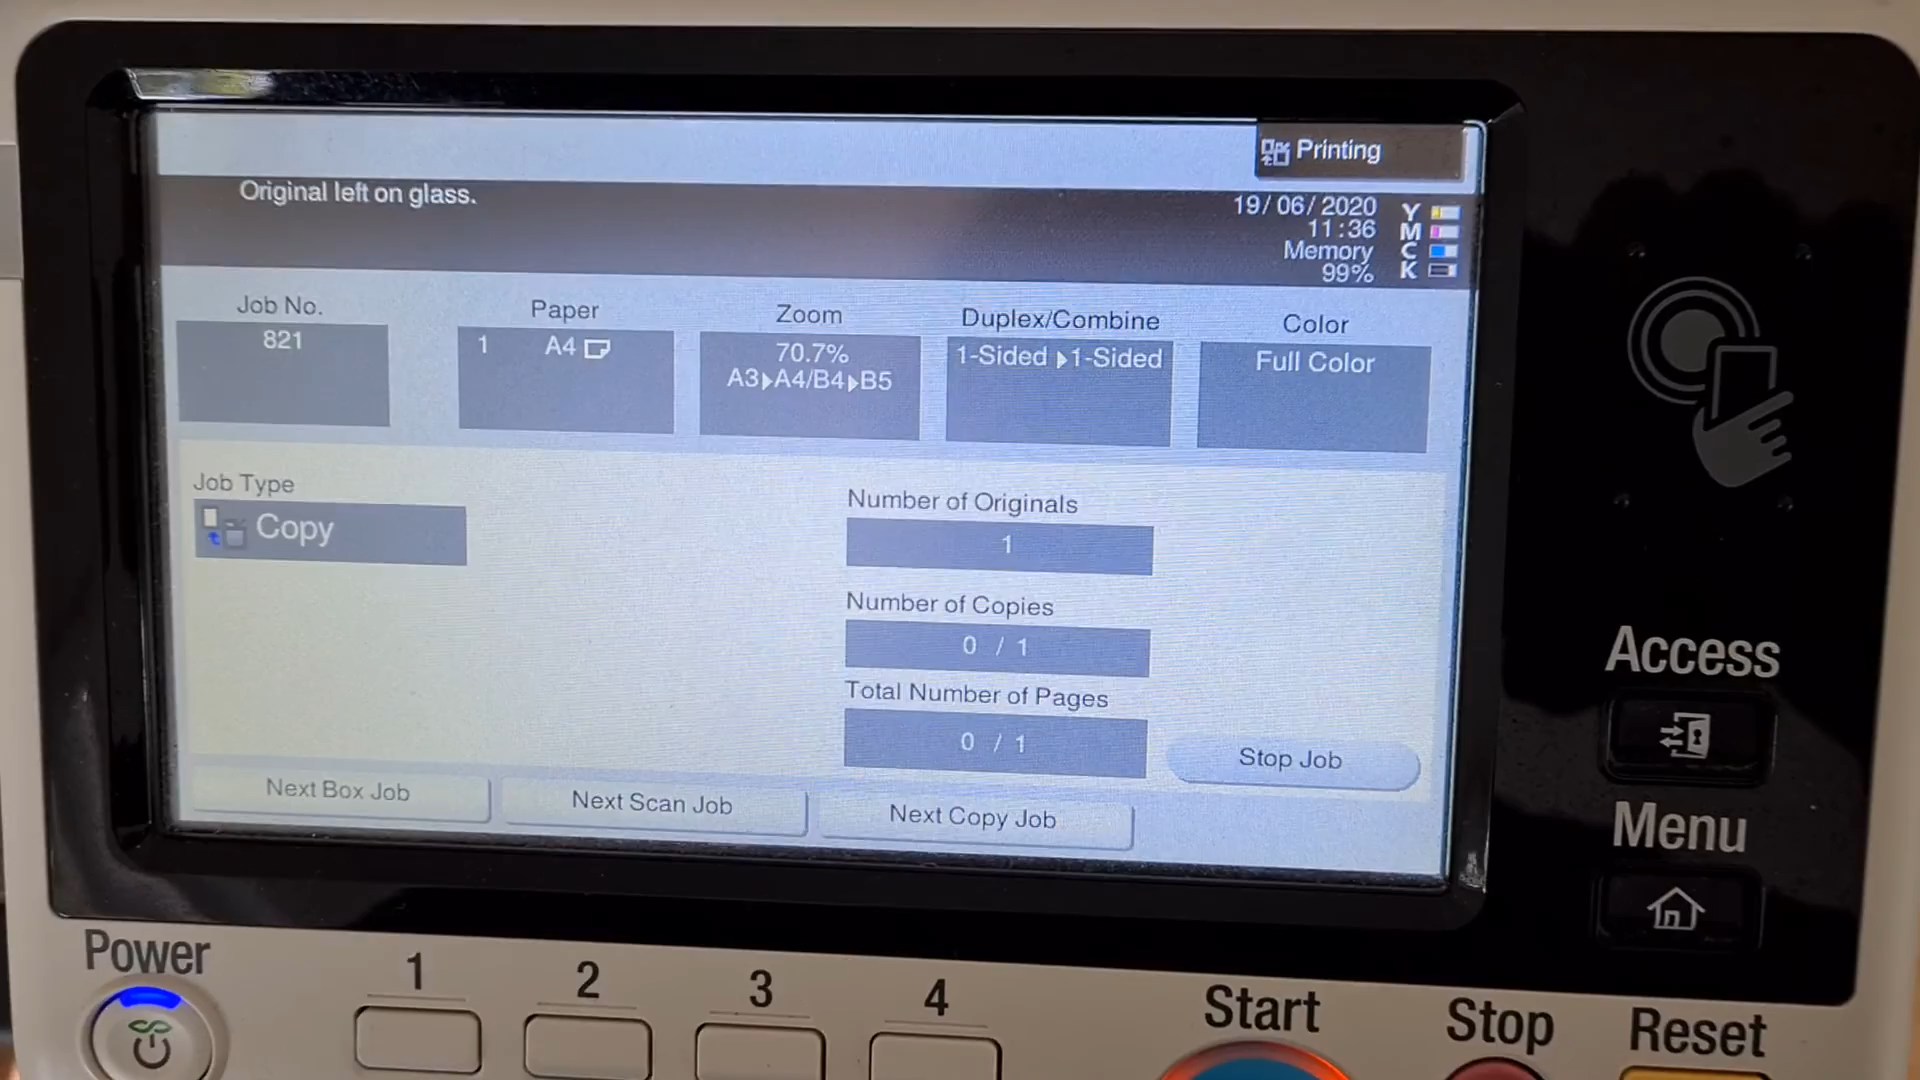 Printing
Original left on glass.
19/06/2020
11:36
Memory
99%
Y
M
C
K
Job No.
821
Paper
1 A4
Zoom
70.7%
A3▶A4/B4▶B5
Duplex/Combine
1-Sided ▶1-Sided
Color
Full Color
Job Type
Copy
Number of Originals
1
Number of Copies
0 / 1
Total Number of Pages
0 / 1
Stop Job
Next Box Job
Next Scan Job
Next Copy Job
Access
Menu
Power
1
2
3
4
Start
Stop
Reset